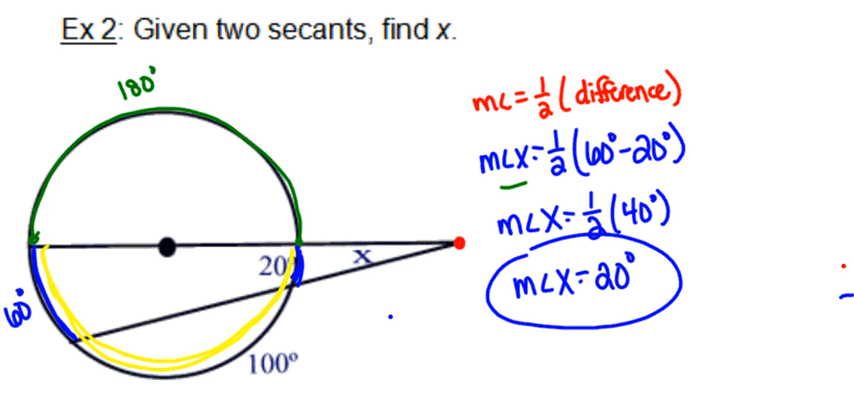 Ex 2: Given two secants, find x.
180°
m∠=1/2(difference)
m∠X=1/2(60°-20°)
m∠X=1/2(40°)
20°
x
m∠X=20°
60°
100°